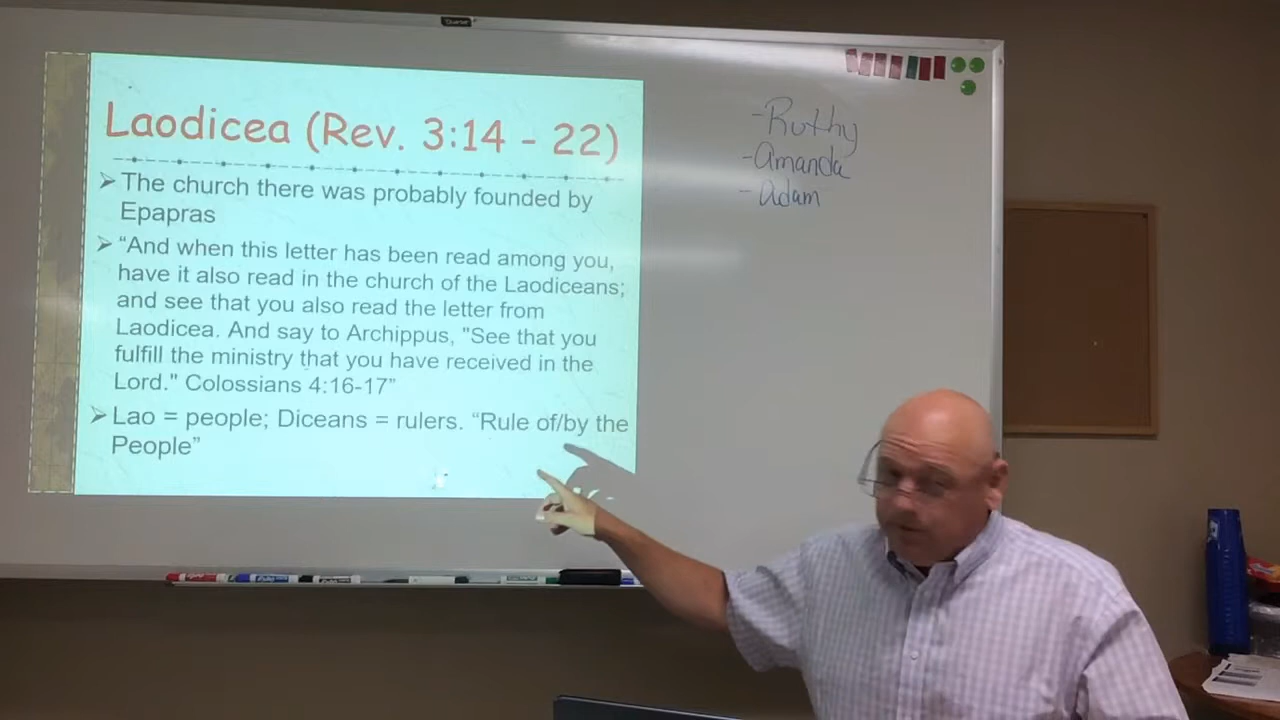 Laodicea (Rev. 3:14 - 22)
The church there was probably founded by
Epapras
“And when this letter has been read among you,
have it also read in the church of the Laodiceans;
and see that you also read the letter from
Laodicea. And say to Archippus, "See that you
fulfill the ministry that you have received in the
Lord." Colossians 4:16-17”
Lao = people; Diceans = rulers. “Rule of/by the
People”
-Ruthy
-Amanda
-Adam